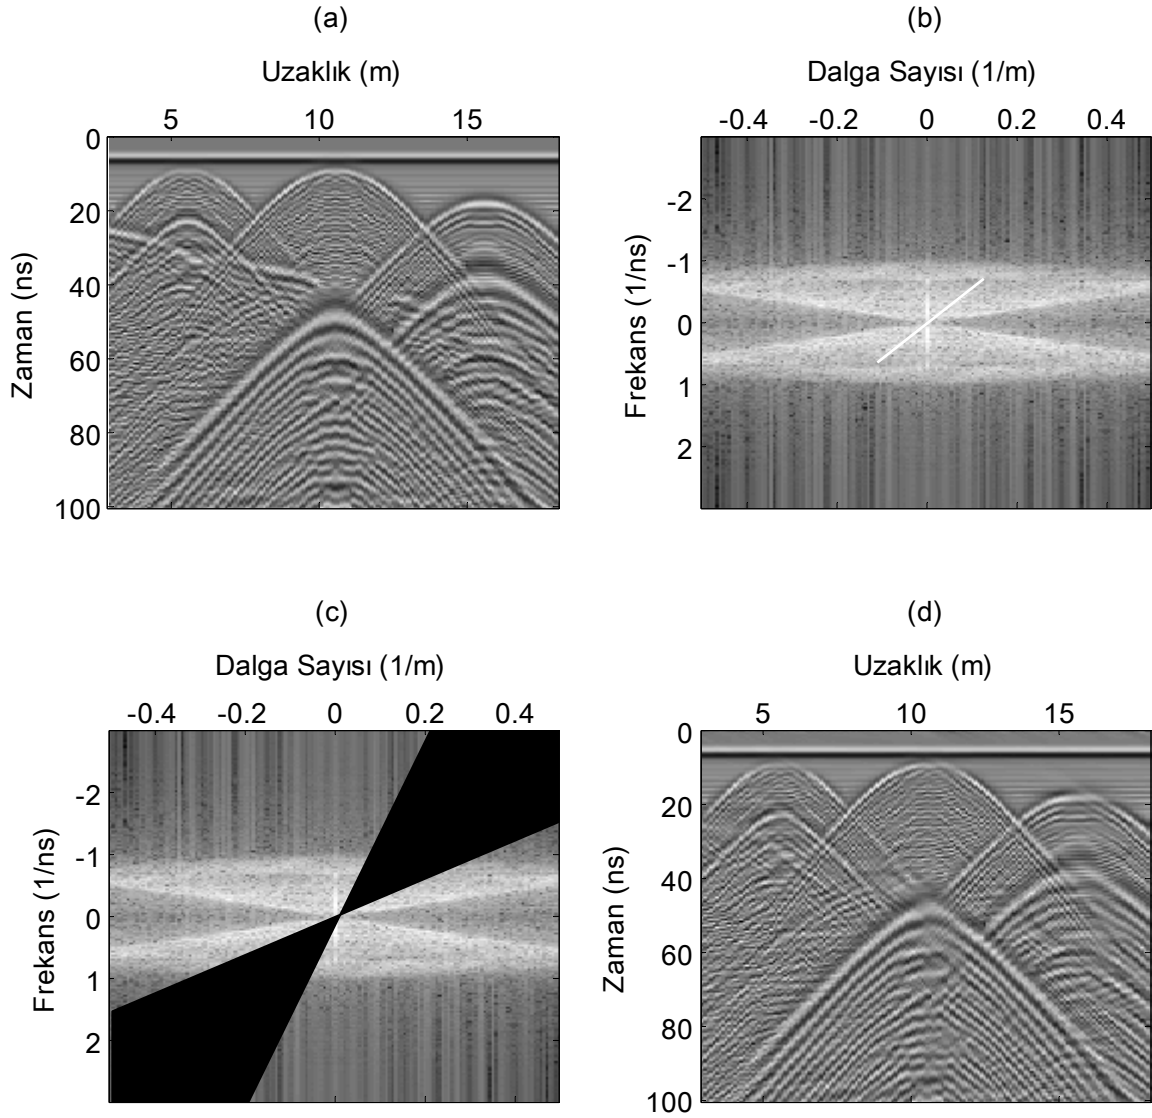 (a)
Uzaklık (m)
5 10 15
0
20
40
60
80
100
Zaman (ns)
(b)
Dalga Sayısı (1/m)
-0.4 -0.2 0 0.2 0.4
-2
-1
0
1
2
Frekans (1/ns)
(c)
Dalga Sayısı (1/m)
-0.4 -0.2 0 0.2 0.4
-2
-1
0
1
2
Frekans (1/ns)
(d)
Uzaklık (m)
5 10 15
0
20
40
60
80
100
Zaman (ns)